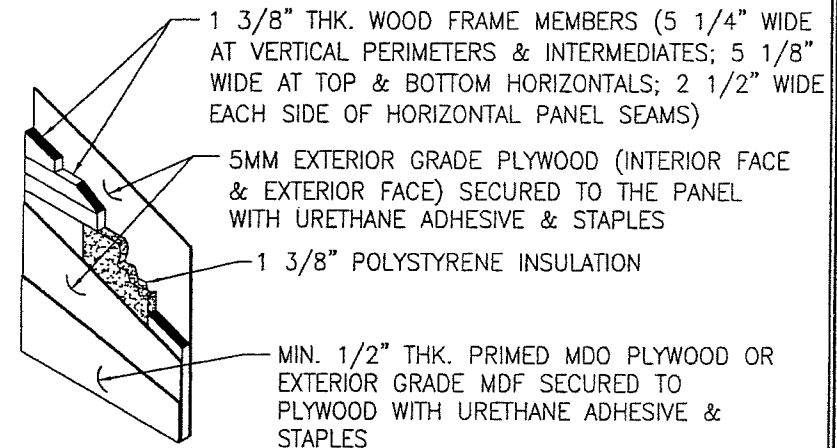 1 3/8" THK. WOOD FRAME MEMBERS (5 1/4" WIDE
AT VERTICAL PERIMETERS & INTERMEDIATES; 5 1/8"
WIDE AT TOP & BOTTOM HORIZONTALS; 2 1/2" WIDE
EACH SIDE OF HORIZONTAL PANEL SEAMS)
5MM EXTERIOR GRADE PLYWOOD (INTERIOR FACE
& EXTERIOR FACE) SECURED TO THE PANEL
WITH URETHANE ADHESIVE & STAPLES
1 3/8" POLYSTYRENE INSULATION
MIN. 1/2" THK. PRIMED MDO PLYWOOD OR
EXTERIOR GRADE MDF SECURED TO
PLYWOOD WITH URETHANE ADHESIVE &
STAPLES